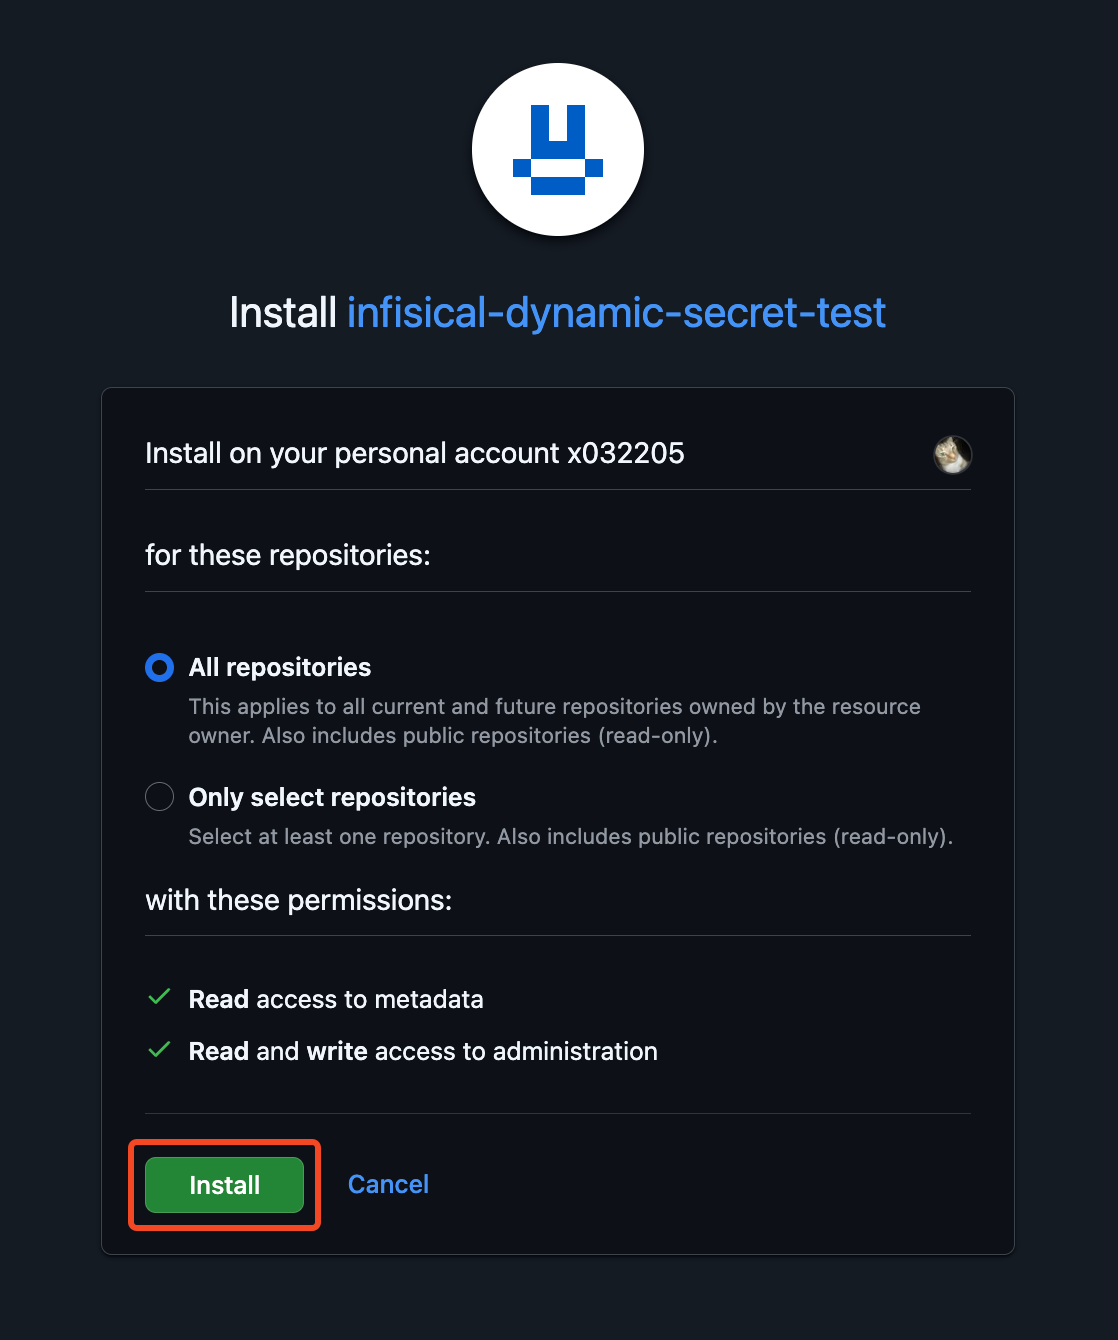 Install infisical-dynamic-secret-test
Install on your personal account x032205
for these repositories:
All repositories
This applies to all current and future repositories owned by the resource
owner. Also includes public repositories (read-only).
Only select repositories
Select at least one repository. Also includes public repositories (read-only).
with these permissions:
Read access to metadata
Read and write access to administration
Install Cancel